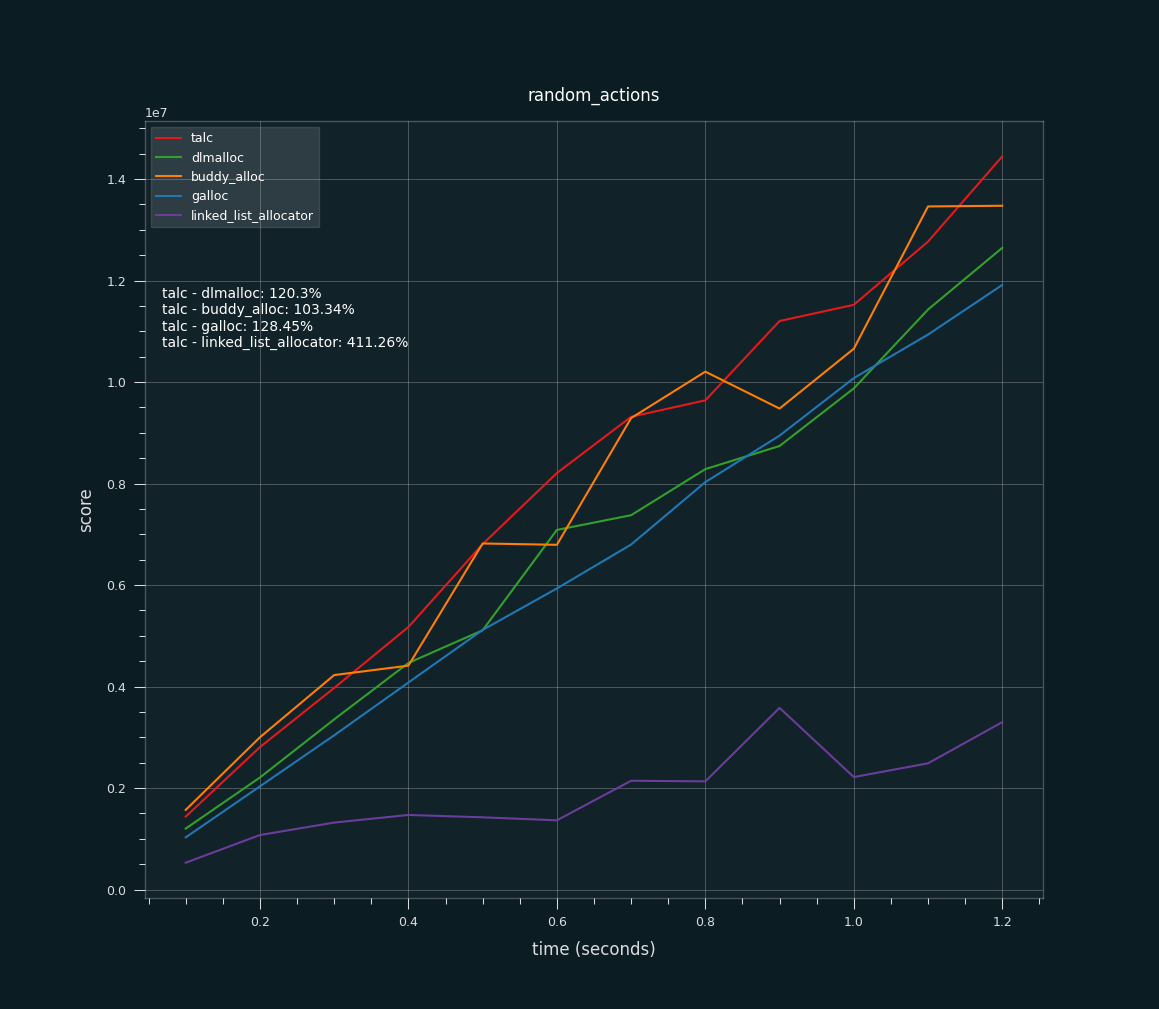 random_actions
1e7
talc
dlmalloc
buddy_alloc
galloc
linked_list_allocator
talc - dlmalloc: 120.3%
talc - buddy_alloc: 103.34%
talc - galloc: 128.45%
talc - linked_list_allocator: 411.26%
1.4
1.2
1.0
0.8
0.6
0.4
0.2
0.0
score
0.2 0.4 0.6 0.8 1.0 1.2
time (seconds)